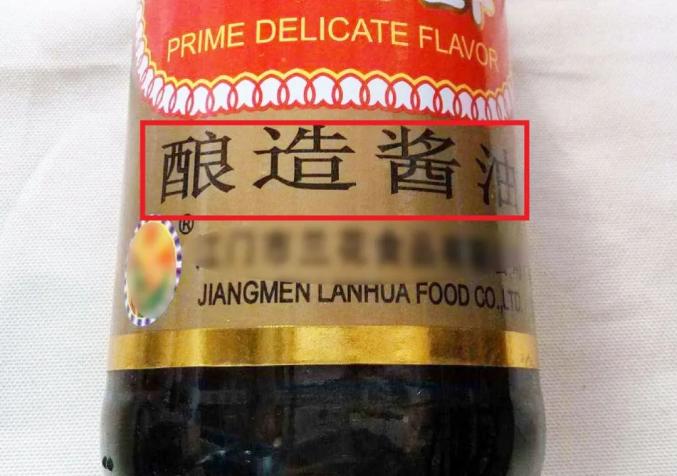 PRIME DELICATE FLAVOR
酿造酱油
®
JIANGMEN LANHUA FOOD CO.,LTD